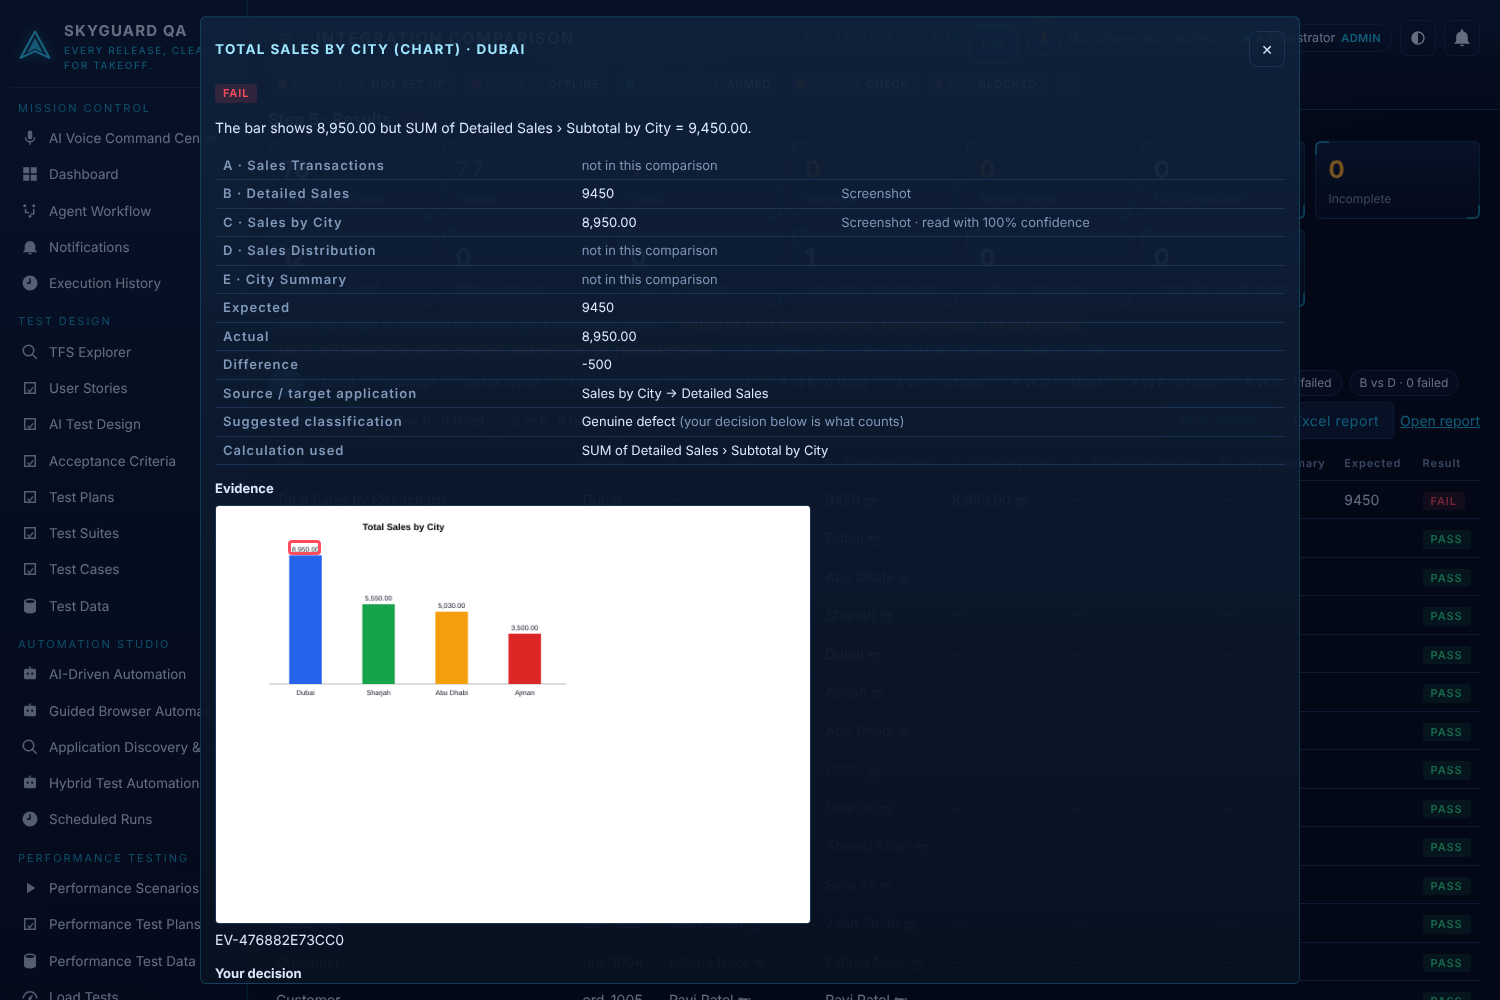 SKYGUARD QA
EVERY RELEASE, CLEA
FOR TAKEOFF.
MISSION CONTROL
AI Voice Command Center
Dashboard
Agent Workflow
Notifications
Execution History
TEST DESIGN
TFS Explorer
User Stories
AI Test Design
Acceptance Criteria
Test Plans
Test Suites
Test Cases
Test Data
AUTOMATION STUDIO
AI-Driven Automation
Guided Browser Automa
Application Discovery &
Hybrid Test Automation
Scheduled Runs
PERFORMANCE TESTING
Performance Scenarios
Performance Test Plans
Performance Test Data
Load Tests
TOTAL SALES BY CITY (CHART) · DUBAI
×
FAIL
The bar shows 8,950.00 but SUM of Detailed Sales › Subtotal by City = 9,450.00.
A · Sales Transactions not in this comparison
B · Detailed Sales 9450 Screenshot
C · Sales by City 8,950.00 Screenshot · read with 100% confidence
D · Sales Distribution not in this comparison
E · City Summary not in this comparison
Expected 9450
Actual 8,950.00
Difference -500
Source / target application Sales by City → Detailed Sales
Suggested classification Genuine defect (your decision below is what counts)
Calculation used SUM of Detailed Sales › Subtotal by City
Evidence
Total Sales by City
8,950.00
5,550.00
5,030.00
3,500.00
Dubai Sharjah Abu Dhabi Ajman
EV-476882E73CC0
Your decision
strator ADMIN
0
Incomplete
failed
B vs D · 0 failed
Excel report Open report
mary Expected Result
9450 FAIL
PASS
PASS
PASS
PASS
PASS
PASS
PASS
PASS
PASS
PASS
PASS
PASS
Customer ord-1005 Ravi Patel Ravi Patel PASS